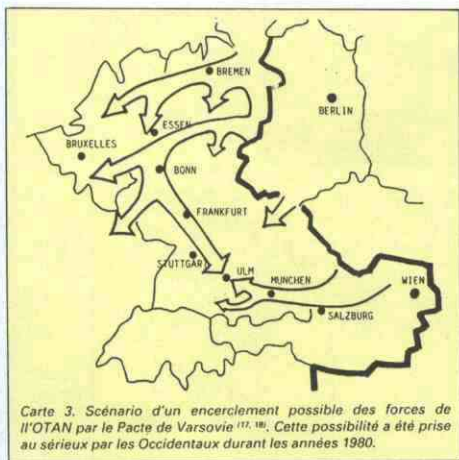 BREMEN
BERLIN
ESSEN
BRUXELLES
BONN
FRANKFURT
STUTTGART
ULM
MUNCHEN
WIEN
SALZBURG
Carte 3. Scénario d'un encerclement possible des forces de
ll'OTAN par le Pacte de Varsovie (17, 18). Cette possibilité a été prise
au sérieux par les Occidentaux durant les années 1980.